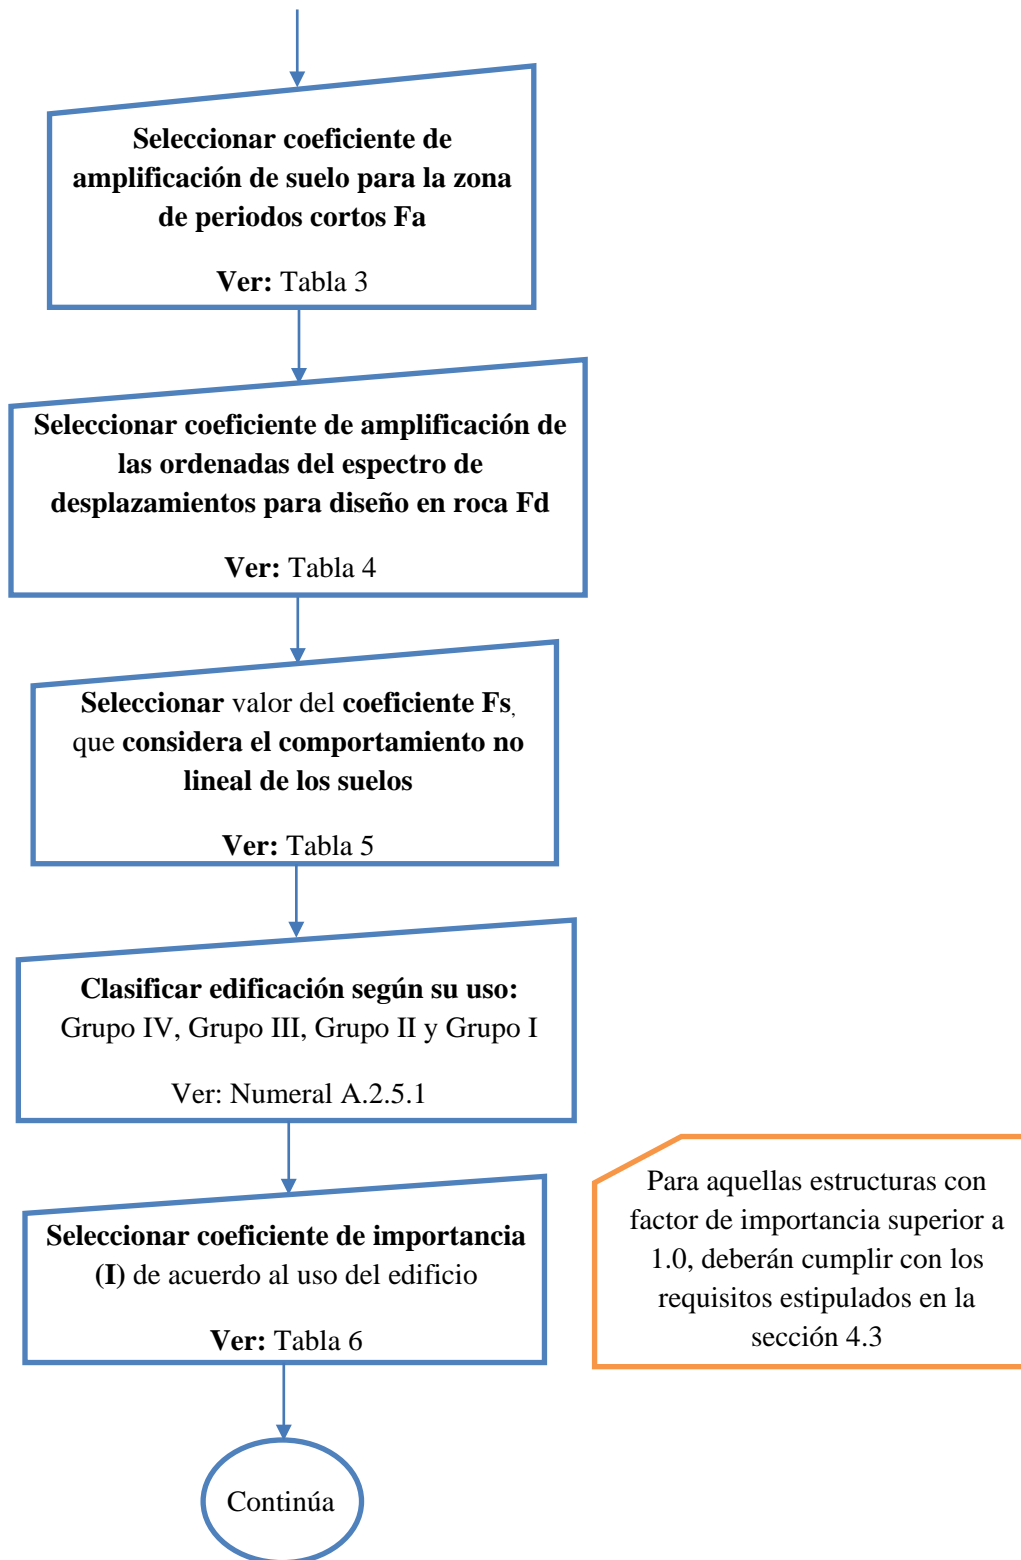 Seleccionar coeficiente de
amplificación de suelo para la zona
de periodos cortos Fa
Ver: Tabla 3
Seleccionar coeficiente de amplificación de
las ordenadas del espectro de
desplazamientos para diseño en roca Fd
Ver: Tabla 4
Seleccionar valor del coeficiente Fs,
que considera el comportamiento no
lineal de los suelos
Ver: Tabla 5
Clasificar edificación según su uso:
Grupo IV, Grupo III, Grupo II y Grupo I
Ver: Numeral A.2.5.1
Seleccionar coeficiente de importancia
(I) de acuerdo al uso del edificio
Ver: Tabla 6
Para aquellas estructuras con
factor de importancia superior a
1.0, deberán cumplir con los
requisitos estipulados en la
sección 4.3
Continúa